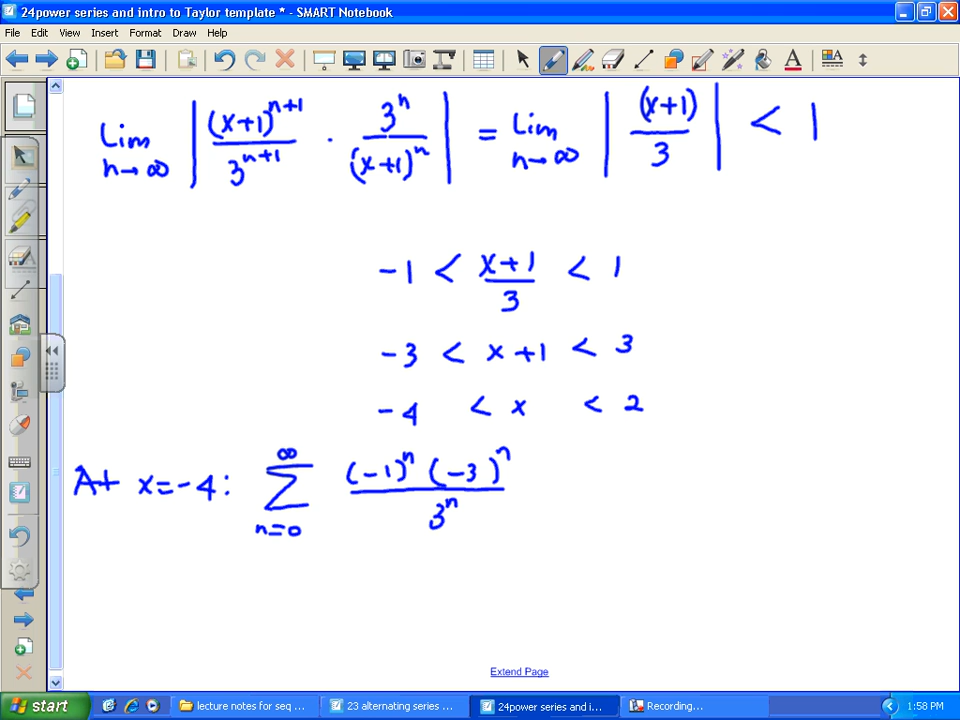 24power series and intro to Taylor template * - SMART Notebook
File Edit View Insert Format Draw Help
Lim n→∞ | (x+1)^(n+1) / 3^(n+1) · 3^n / (x+1)^n | = Lim n→∞ | (x+1) / 3 | < 1
-1 < x+1 / 3 < 1
-3 < x+1 < 3
-4 < x < 2
At x=-4: ∞ Σ n=0 (-1)^n (-3)^n / 3^n
Extend Page
start lecture notes for seq ... 23 alternating series ... 24power series and i... Recording... 1:58 PM